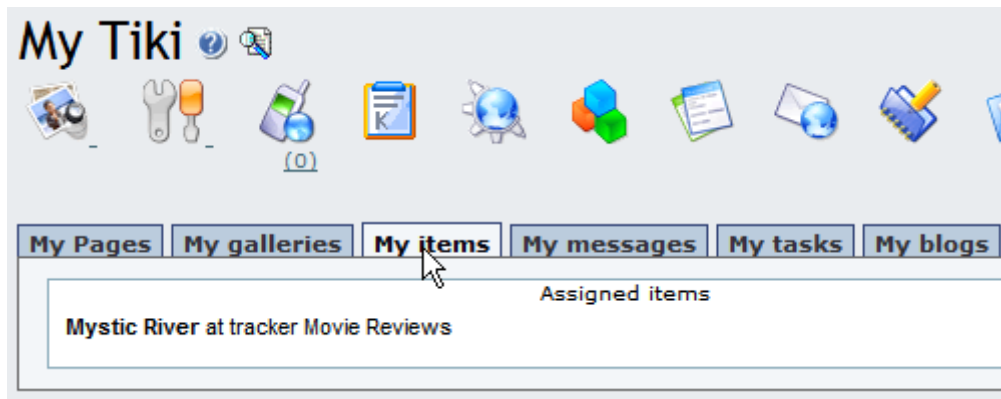 My Tiki
K
(0)
My Pages My galleries My items My messages My tasks My blogs
Assigned items
Mystic River at tracker Movie Reviews